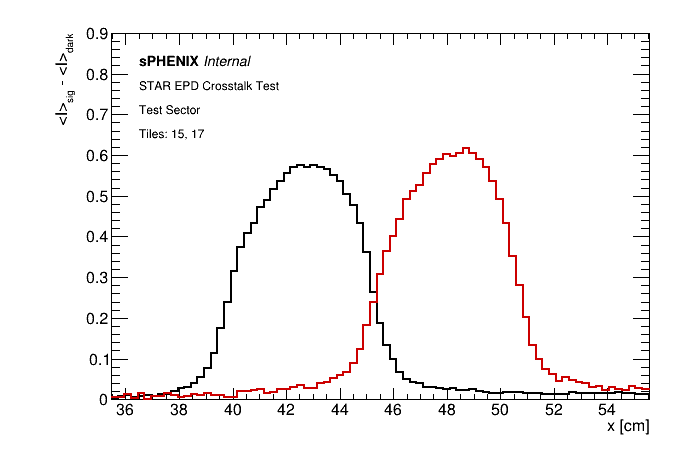 <I>sig - <I>dark
0.9
0.8
0.7
0.6
0.5
0.4
0.3
0.2
0.1
0
sPHENIX Internal
STAR EPD Crosstalk Test
Test Sector
Tiles: 15, 17
36 38 40 42 44 46 48 50 52 54
x [cm]